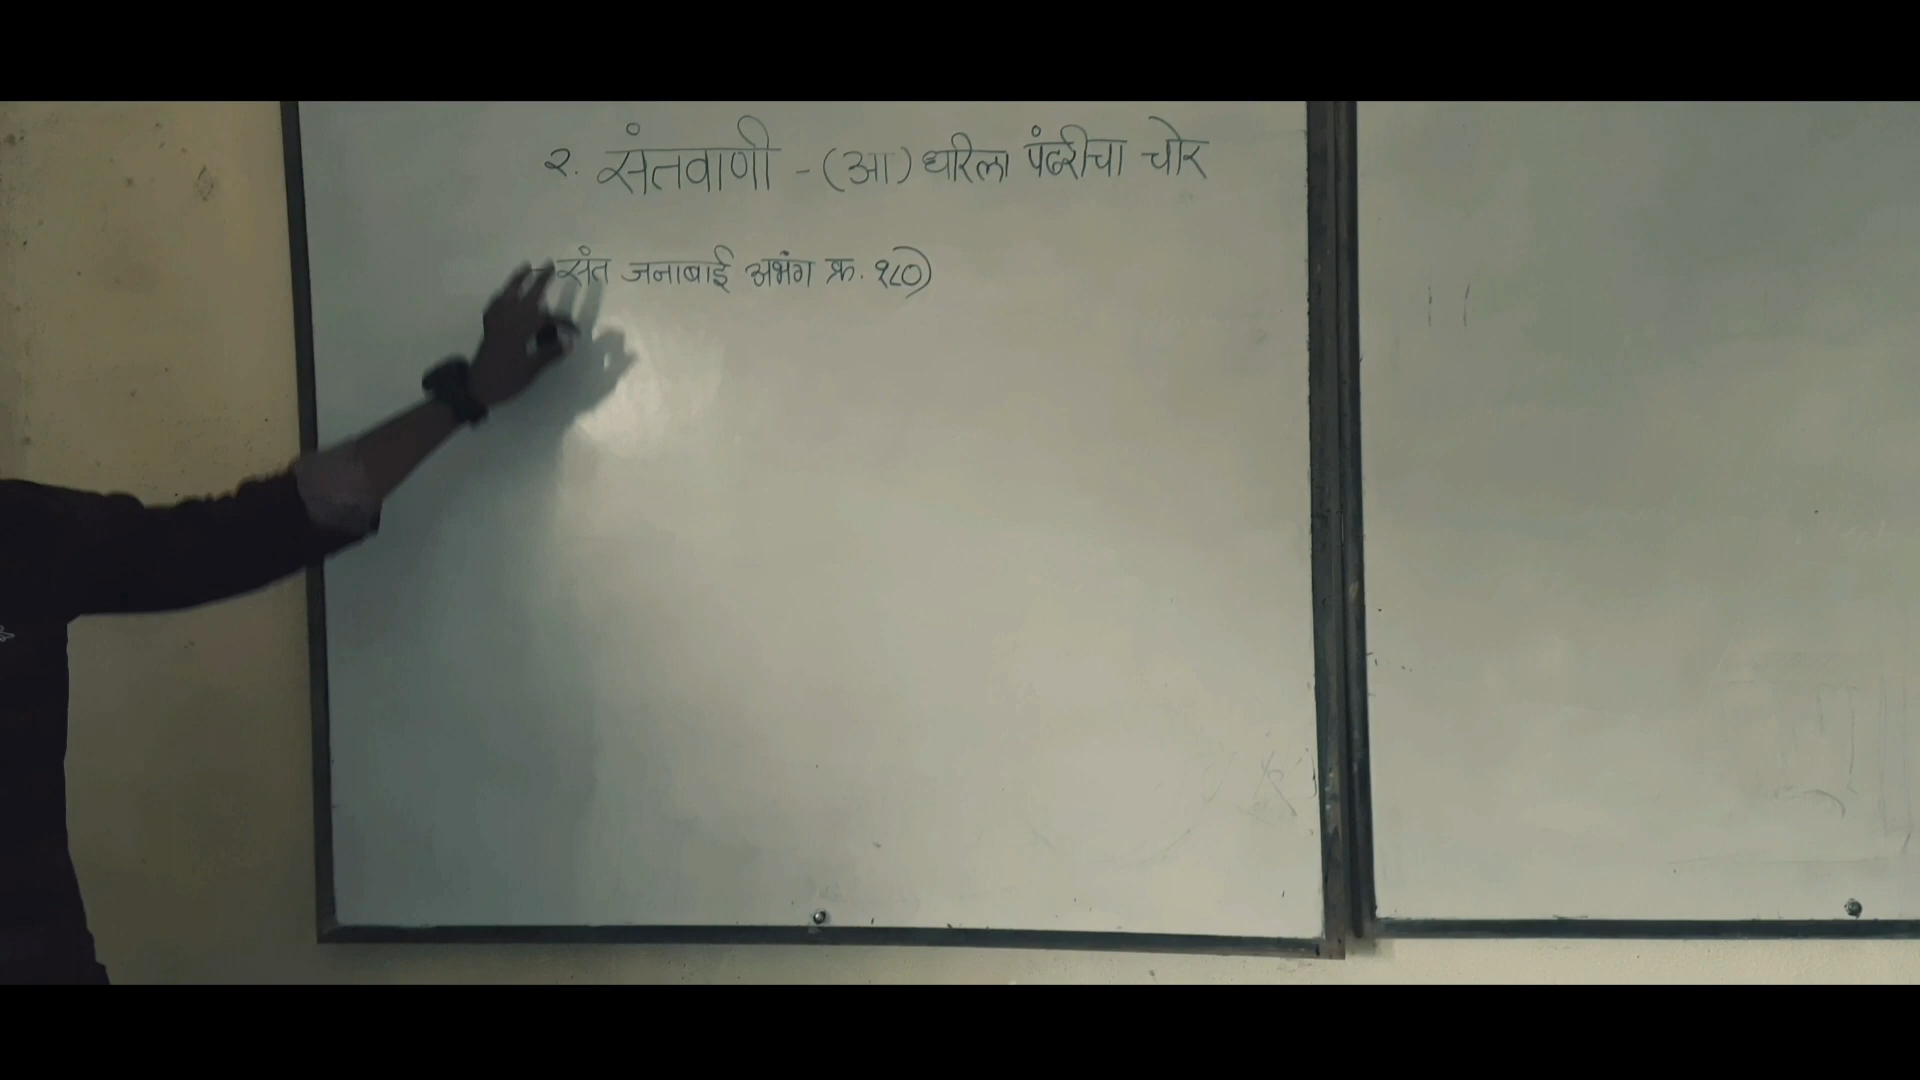 २. संतवाणी - (आ) धरिला पंढरीचा चोर
- संत जनाबाई अभंग क्र. १८०)